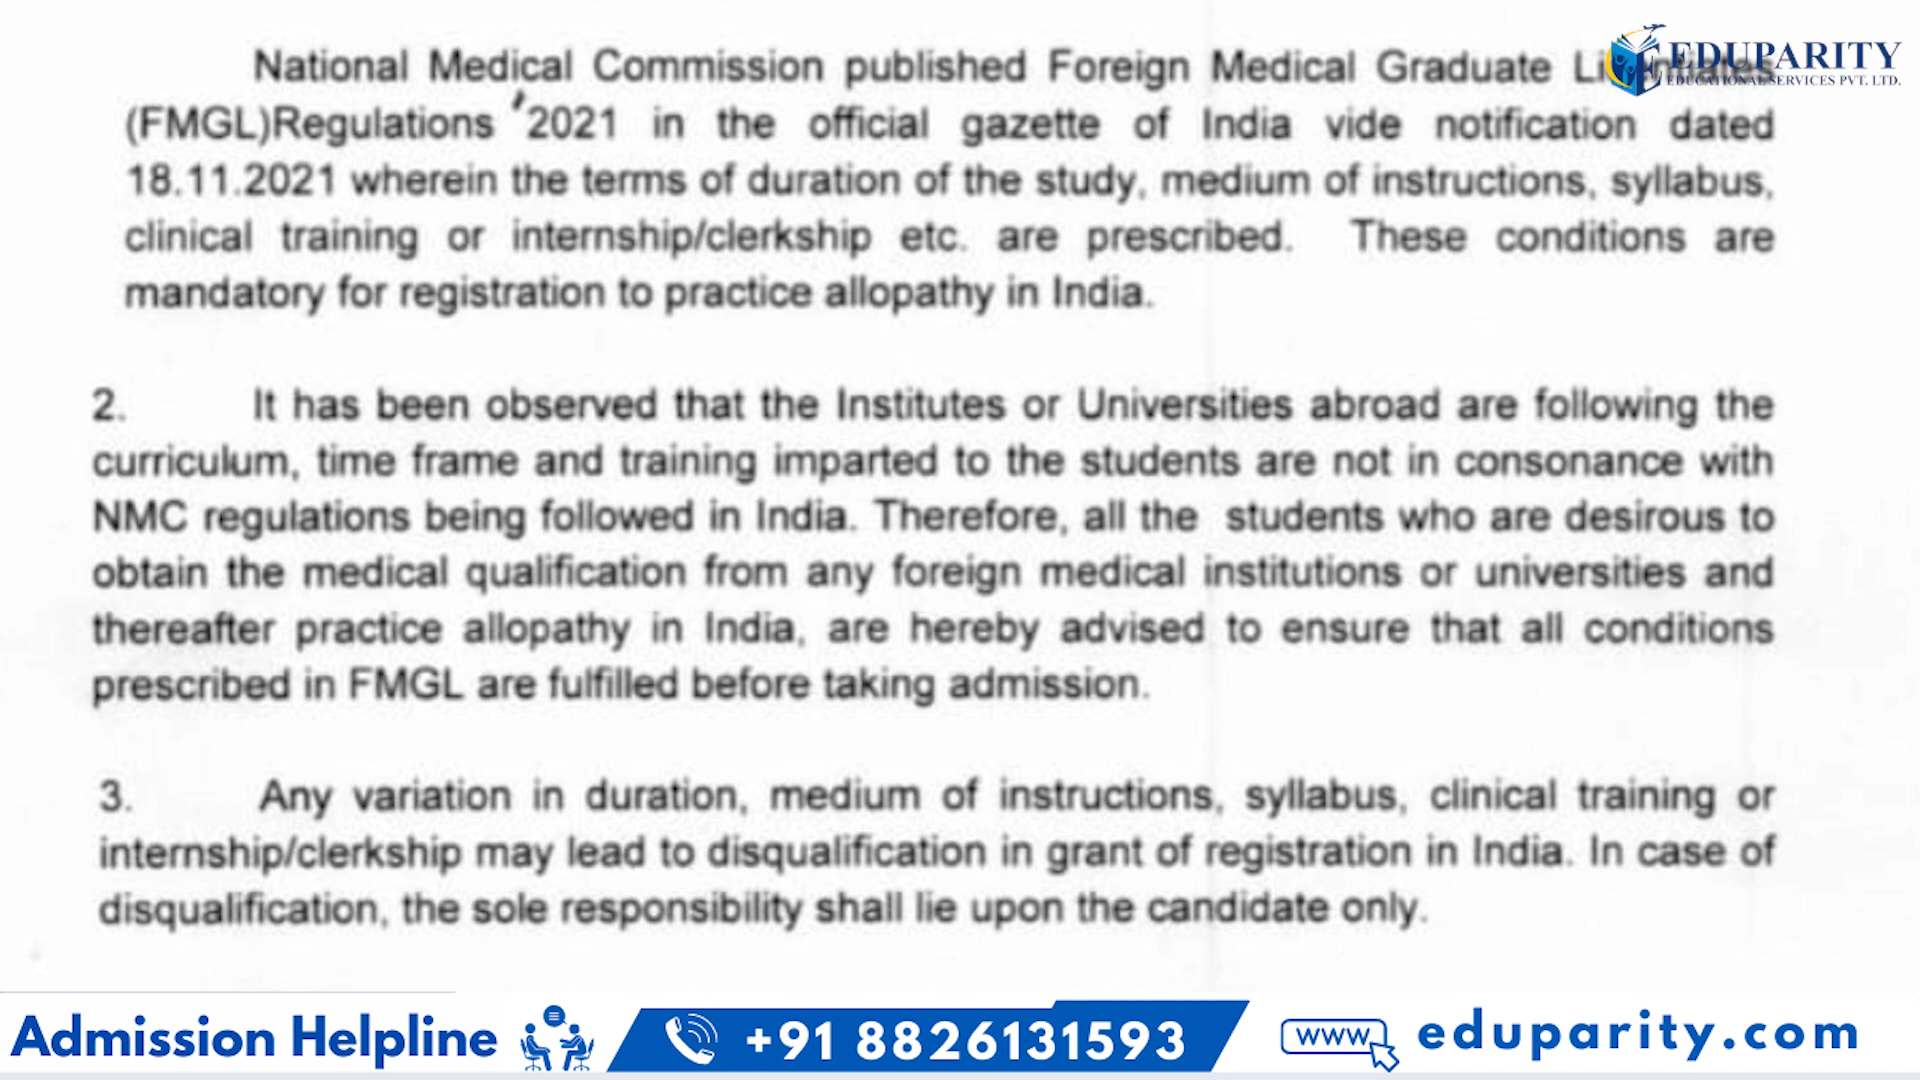 National Medical Commission published Foreign Medical Graduate
EDUPARITY
EDUCATIONAL SERVICES PVT. LTD.
(FMGL)Regulations '2021 in the official gazette of India vide notification dated
18.11.2021 wherein the terms of duration of the study, medium of instructions, syllabus,
clinical training or internship/clerkship etc. are prescribed. These conditions are
mandatory for registration to practice allopathy in India.
2. It has been observed that the Institutes or Universities abroad are following the
curriculum, time frame and training imparted to the students are not in consonance with
NMC regulations being followed in India. Therefore, all the students who are desirous to
obtain the medical qualification from any foreign medical institutions or universities and
thereafter practice allopathy in India, are hereby advised to ensure that all conditions
prescribed in FMGL are fulfilled before taking admission.
3. Any variation in duration, medium of instructions, syllabus, clinical training or
internship/clerkship may lead to disqualification in grant of registration in India. In case of
disqualification, the sole responsibility shall lie upon the candidate only.
Admission Helpline
+91 8826131593
www
eduparity.com